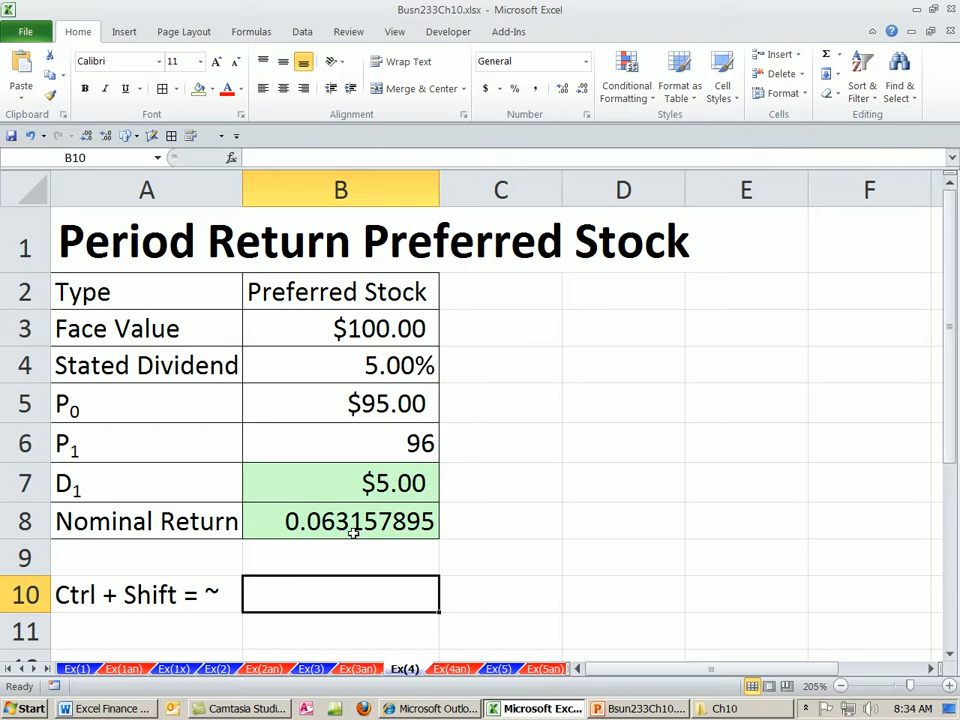 Busn233Ch10.xlsx - Microsoft Excel
File Home Insert Page Layout Formulas Data Review View Developer Add-Ins
Calibri 11 Wrap Text General Insert
Paste Merge & Center Conditional Formatting Format as Table Cell Styles Delete Format Sort & Filter Find & Select
Clipboard Font Alignment Number Styles Cells Editing
B10 fx
A B C D E F
1 Period Return Preferred Stock
2 Type Preferred Stock
3 Face Value $100.00
4 Stated Dividend 5.00%
5 P0 $95.00
6 P1 96
7 D1 $5.00
8 Nominal Return 0.063157895
9
10 Ctrl + Shift = ~
11
Ex(1) Ex(1an) Ex(1x) Ex(2) Ex(2an) Ex(3) Ex(3an) Ex(4) Ex(4an) Ex(5) Ex(5an)
Ready 205%
Start Excel Finance ... Camtasia Studi... Microsoft Outlo... Microsoft Exc... Busn233Ch10.... Ch10 8:34 AM